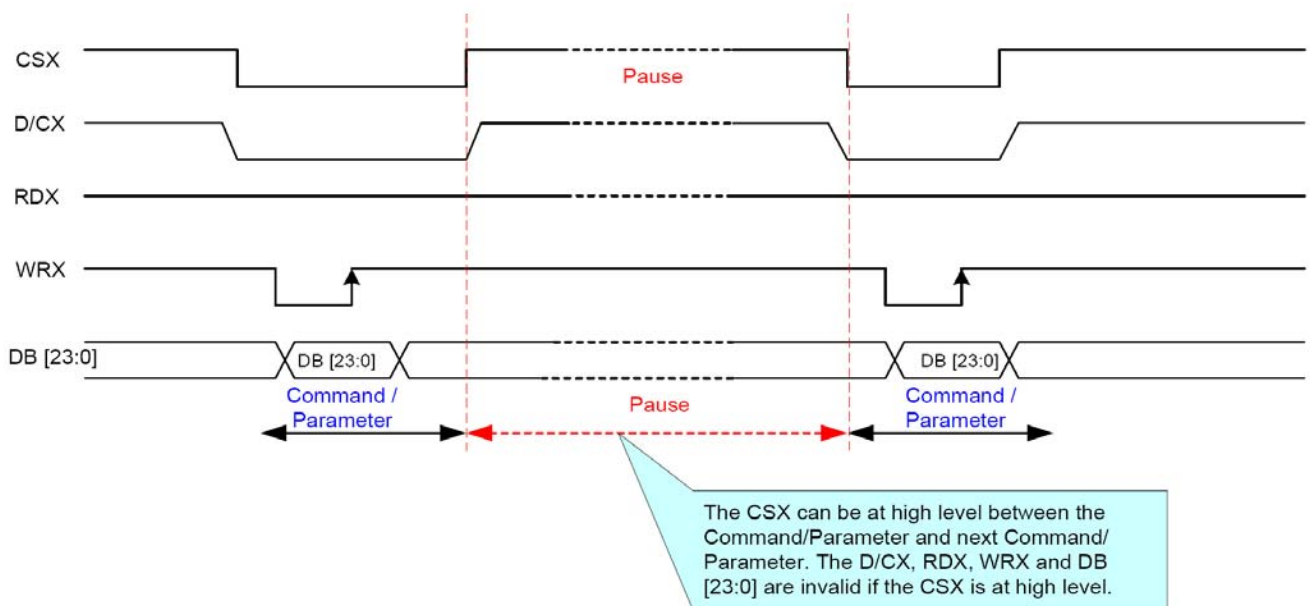 CSX
Pause
D/CX
RDX
WRX
DB [23:0]
DB [23:0]
DB [23:0]
Command /
Parameter
Pause
Command /
Parameter
The CSX can be at high level between the
Command/Parameter and next Command/
Parameter. The D/CX, RDX, WRX and DB
[23:0] are invalid if the CSX is at high level.